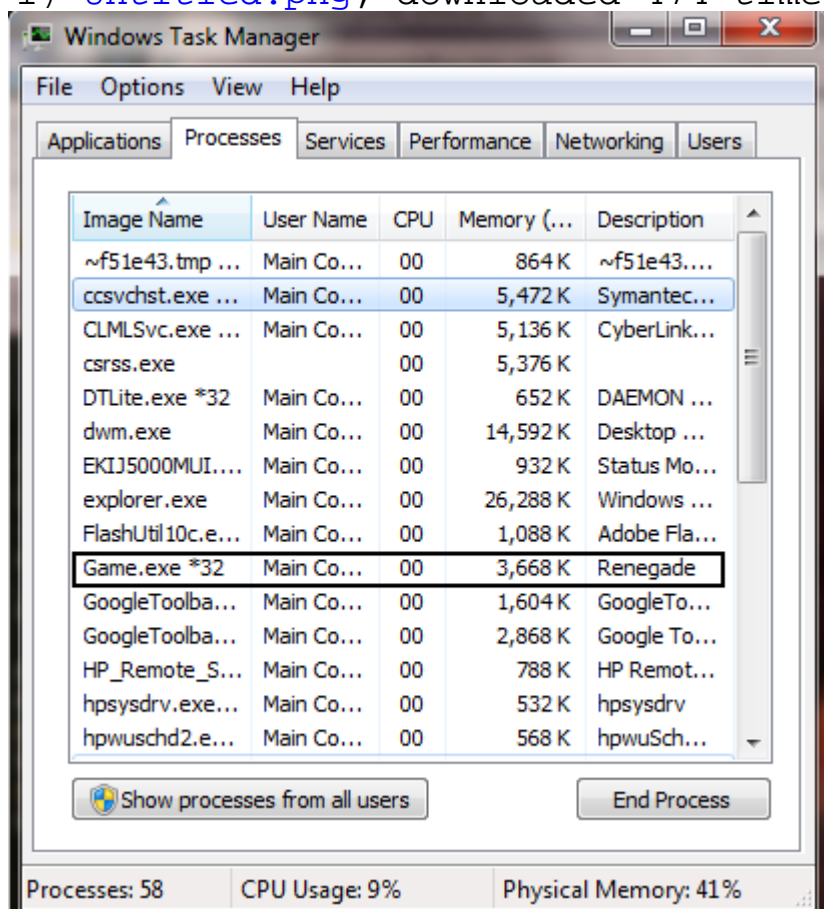 Untitled.png, downloaded 171 time
Windows Task Manager
File Options View Help
Applications Processes Services Performance Networking Users
Image Name User Name CPU Memory (... Description
~f51e43.tmp ... Main Co... 00 864 K ~f51e43....
ccsvchst.exe ... Main Co... 00 5,472 K Symantec...
CLMLSvc.exe ... Main Co... 00 5,136 K CyberLink...
csrss.exe 00 5,376 K
DTLite.exe *32 Main Co... 00 652 K DAEMON ...
dwm.exe Main Co... 00 14,592 K Desktop ...
EKIJ5000MUI.... Main Co... 00 932 K Status Mo...
explorer.exe Main Co... 00 26,288 K Windows ...
FlashUtil10c.e... Main Co... 00 1,088 K Adobe Fla...
Game.exe *32 Main Co... 00 3,668 K Renegade
GoogleToolba... Main Co... 00 1,604 K GoogleTo...
GoogleToolba... Main Co... 00 2,868 K Google To...
HP_Remote_S... Main Co... 00 788 K HP Remot...
hpsysdrv.exe... Main Co... 00 532 K hpsysdrv
hpwuschd2.e... Main Co... 00 568 K hpwuSch...
Show processes from all users End Process
Processes: 58 CPU Usage: 9% Physical Memory: 41%